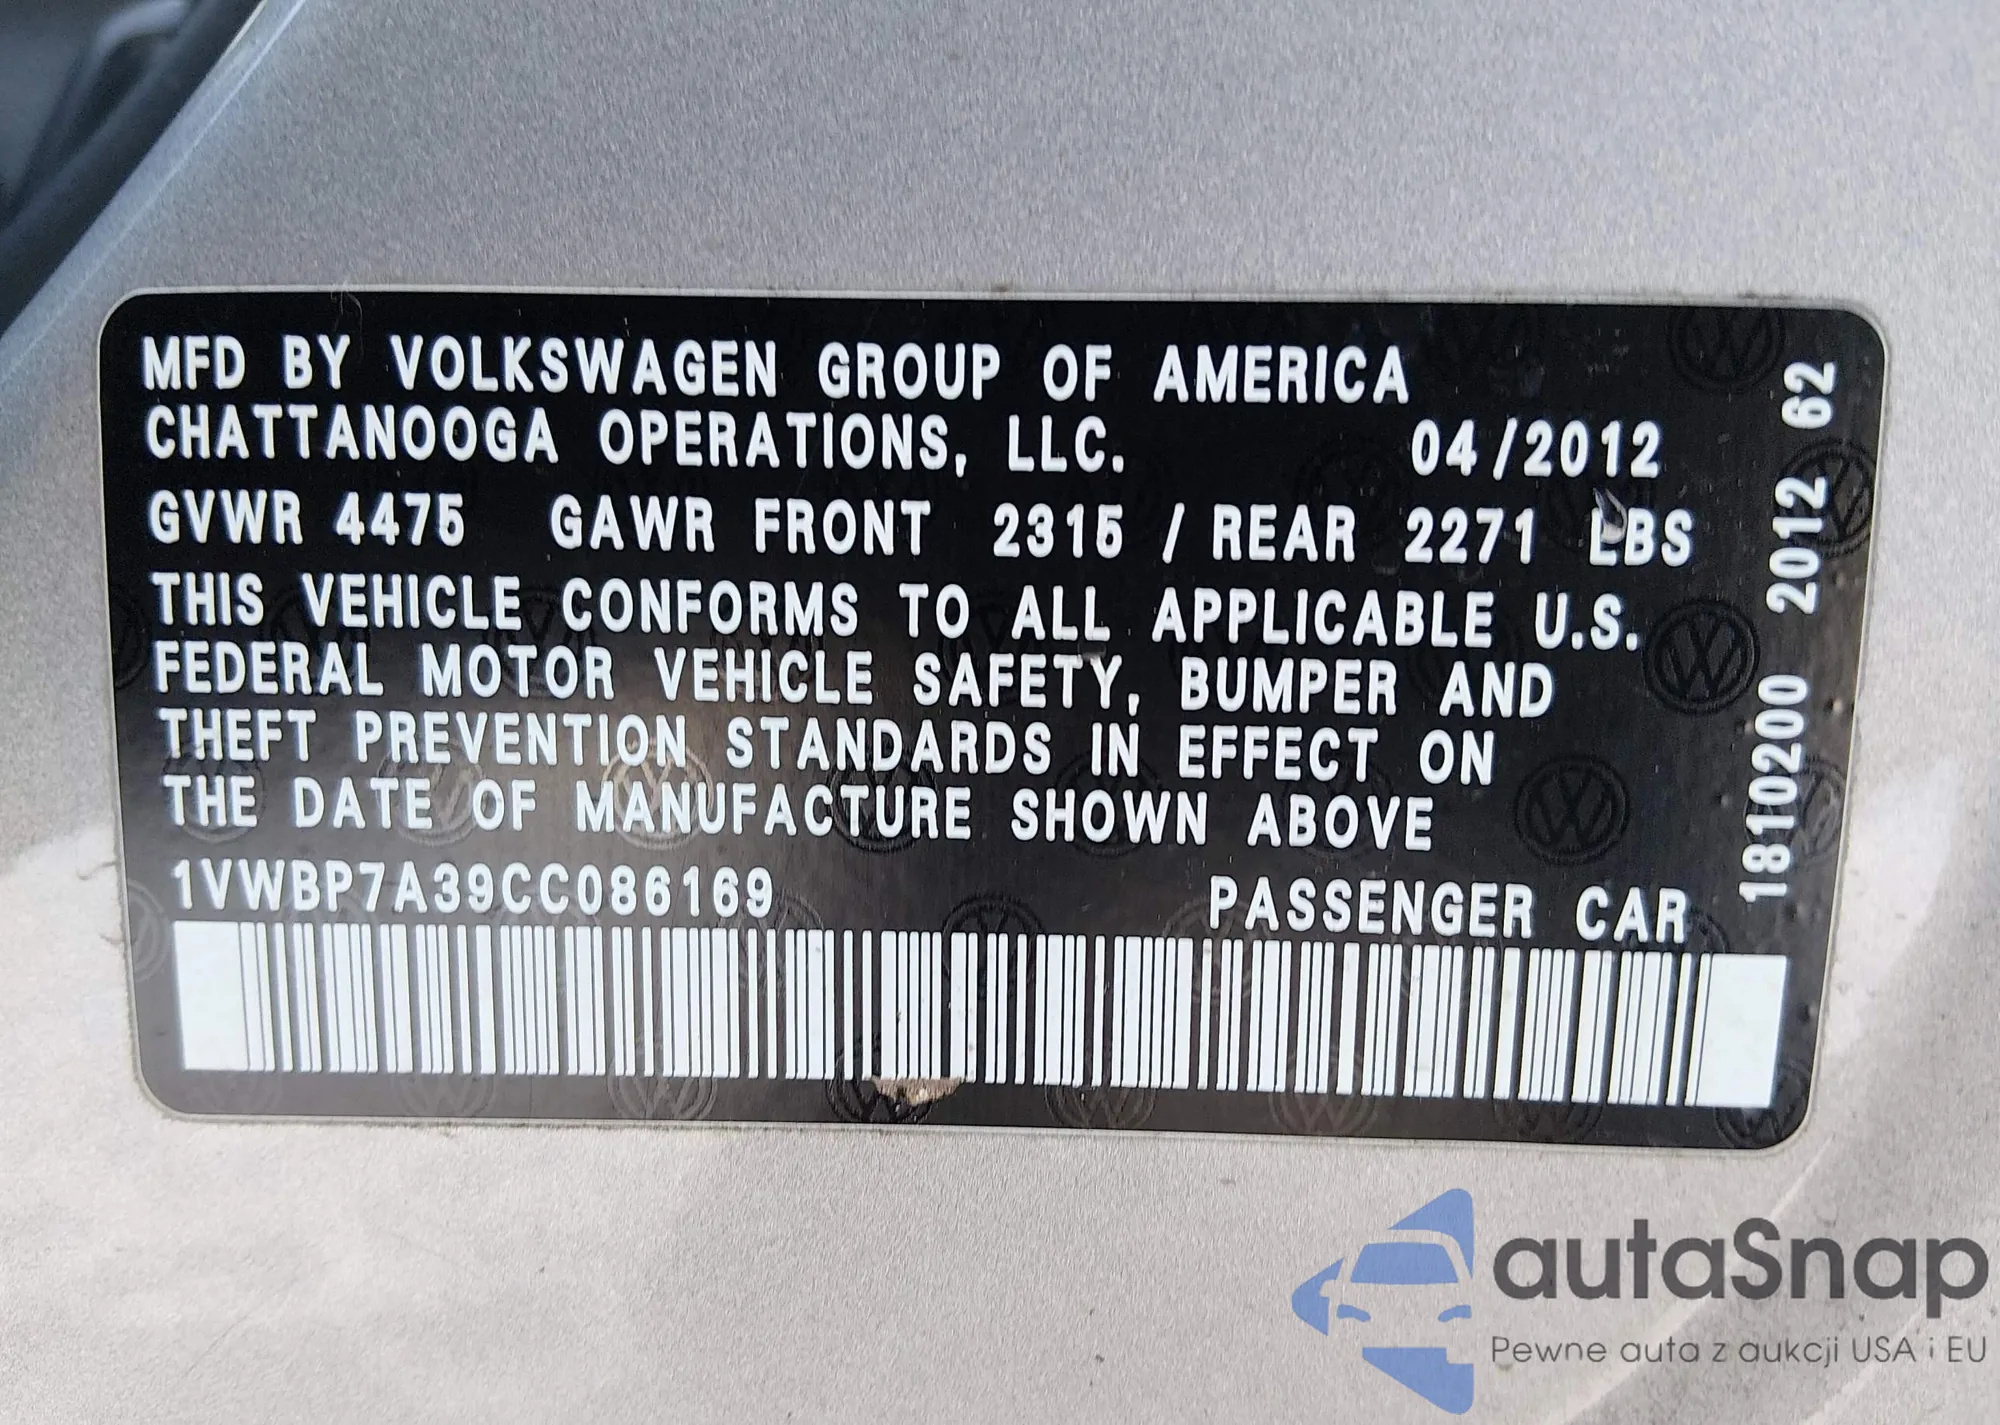 MFD BY VOLKSWAGEN GROUP OF AMERICA
CHATTANOOGA OPERATIONS, LLC. 04/2012
GVWR 4475 GAWR FRONT 2315 / REAR 2271 LBS
THIS VEHICLE CONFORMS TO ALL APPLICABLE U.S.
FEDERAL MOTOR VEHICLE SAFETY, BUMPER AND
THEFT PREVENTION STANDARDS IN EFFECT ON
THE DATE OF MANUFACTURE SHOWN ABOVE
1VWBP7A39CC086169 PASSENGER CAR
1810200 2012 62
autaSnap
Pewne auta z aukcji USA i EU